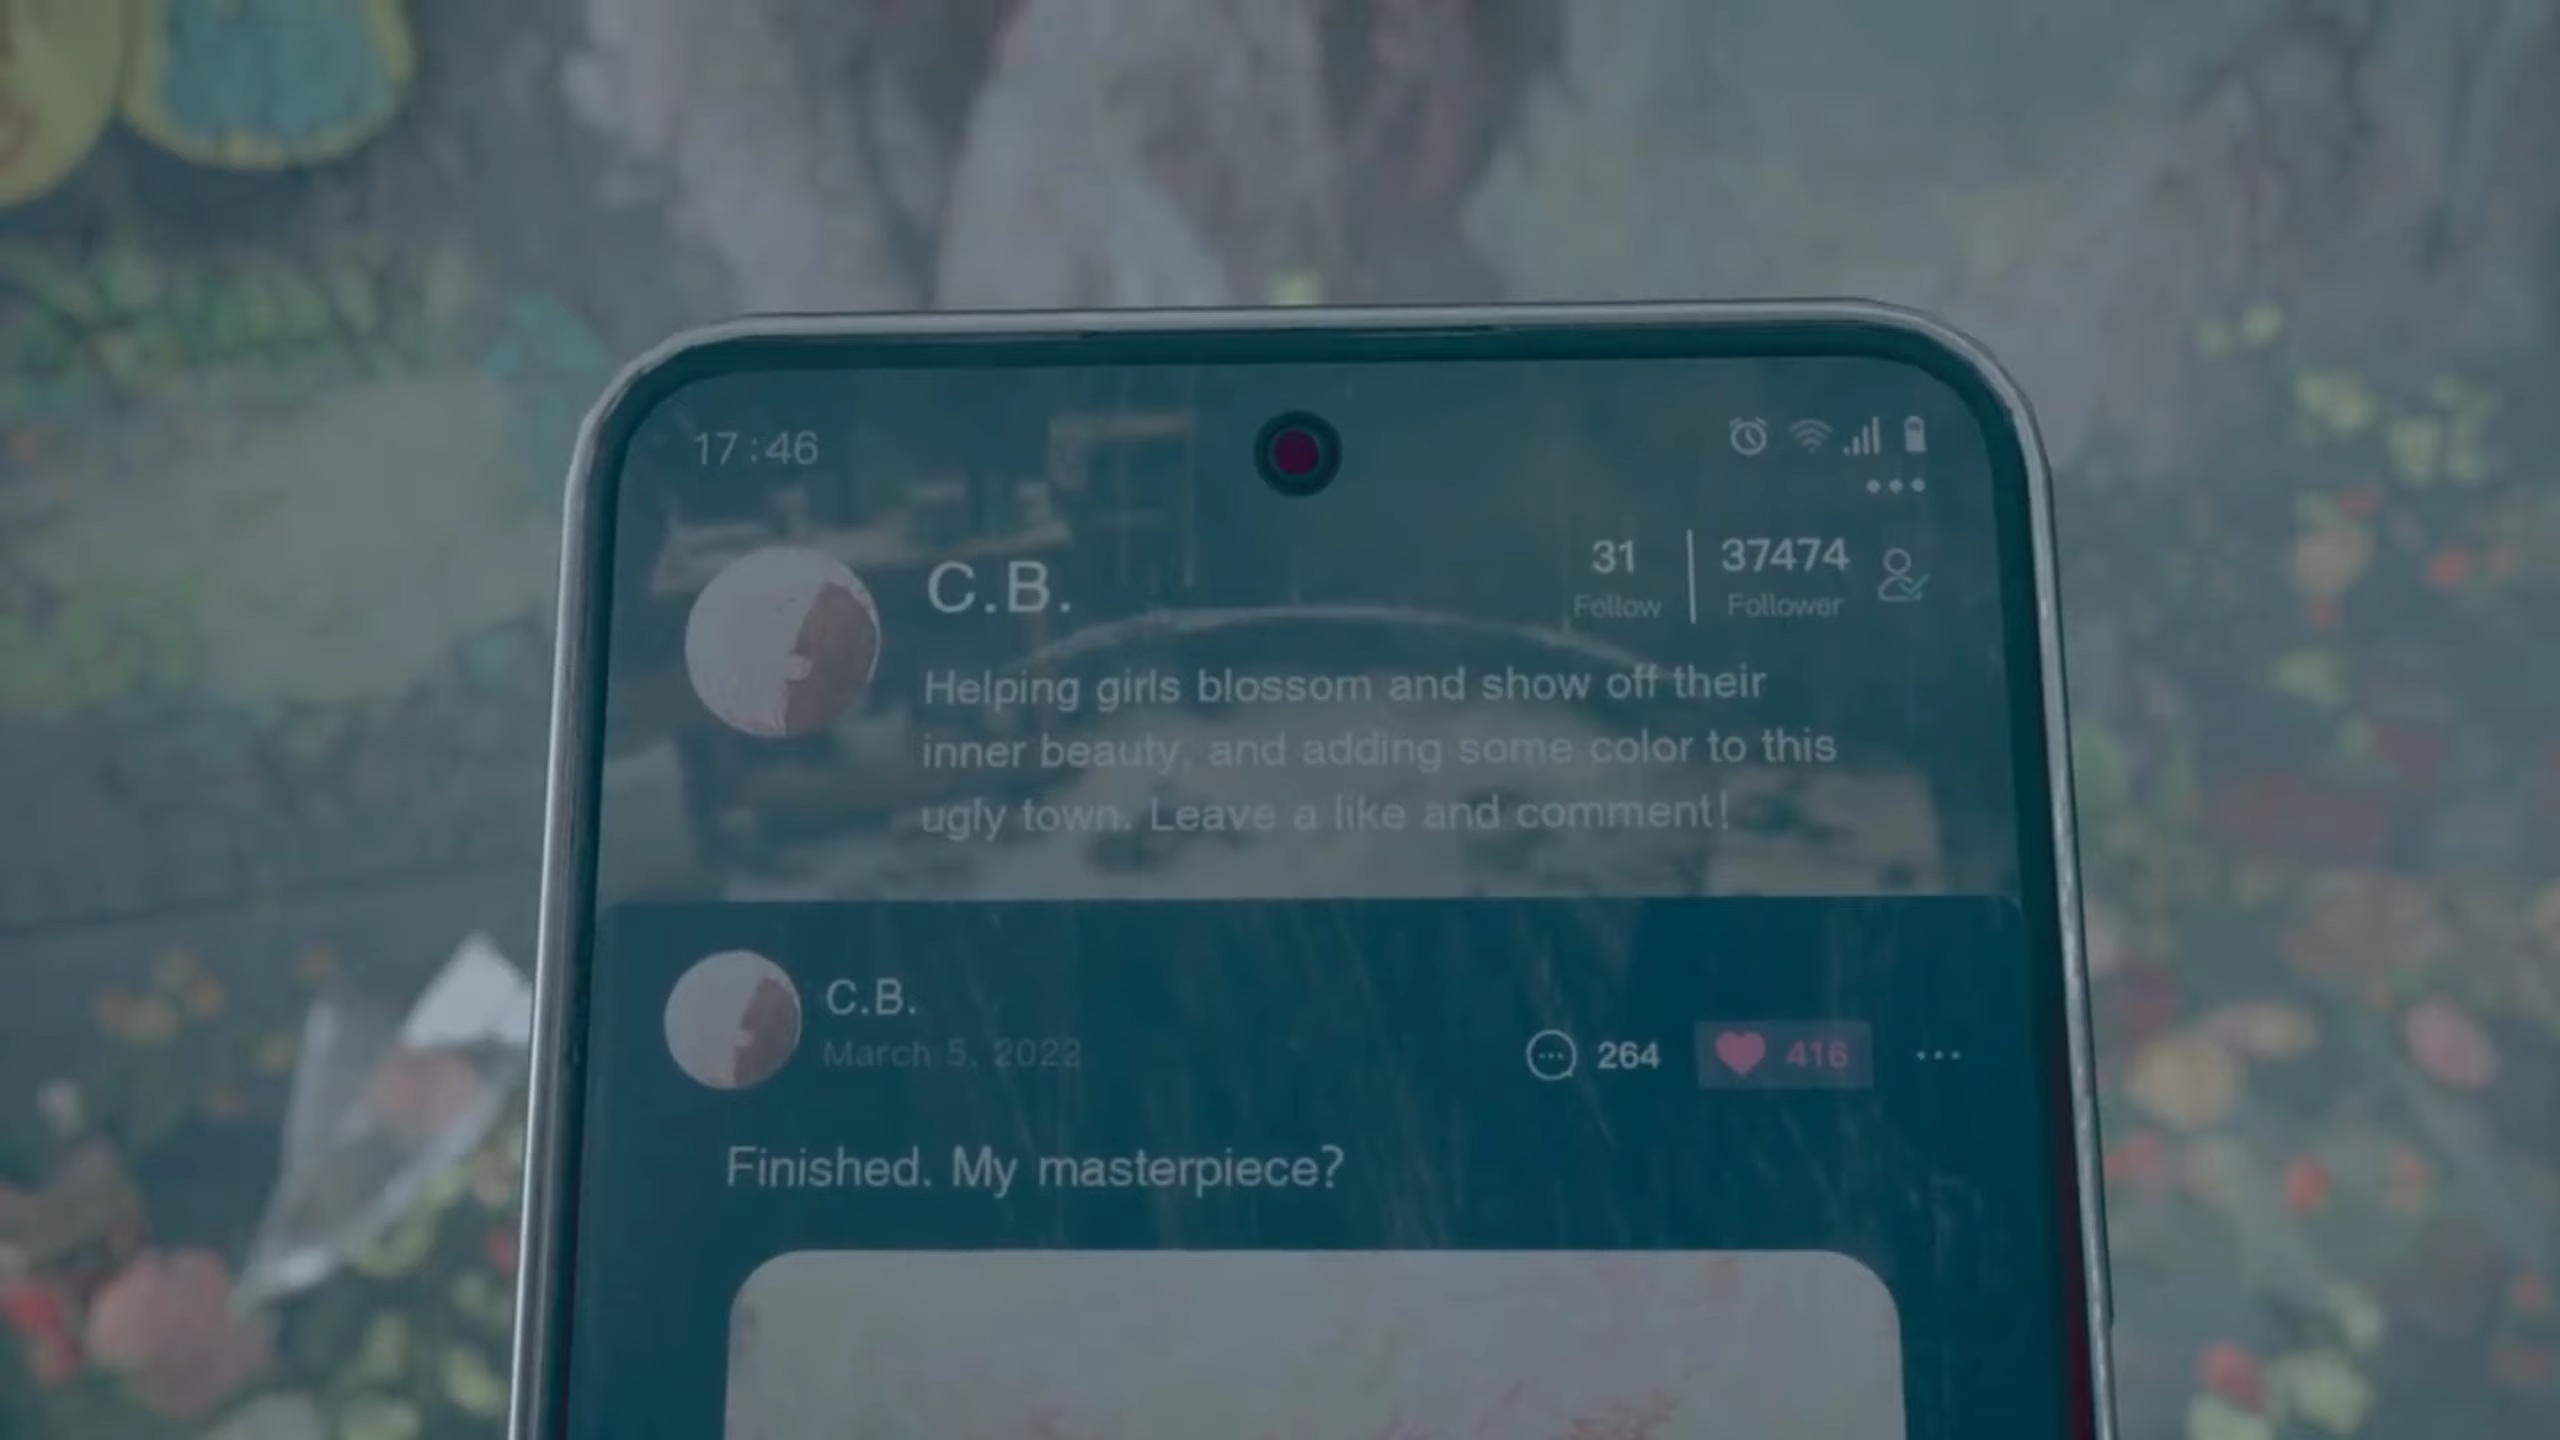 17:46
C.B.
31
Follow
37474
Follower
Helping girls blossom and show off their
inner beauty, and adding some color to this
ugly town. Leave a like and comment!
C.B.
March 5, 2022
264
416
Finished. My masterpiece?